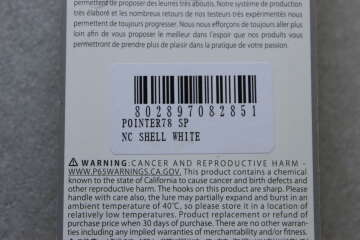 permettent de proposer des leurres très aboutis. Notre système de production
très élaboré et les nombreux retours de nos testeurs très expérimentés nous
permettent de toujours progresser. Nous nous efforçons de toujours aller plus
loin afin de vous proposer le meilleur dans l'espoir que nos produits vous
permettront de prendre plus de plaisir dans la pratique de votre passion.
802897082851
POINTER78 SP
NC SHELL WHITE
⚠ WARNING: CANCER AND REPRODUCTIVE HARM -
WWW.P65WARNINGS.CA.GOV. This product contains a chemical
known to the state of California to cause cancer and birth defects and
other reproductive harm. The hooks on this product are sharp. Please
handle with care also, the lure may partially expand and burst in an
ambient temperature of 40℃, so please store it in a location of
relatively low temperatures. Product replacement or refund of
purchase price after 30 days of purchase. There are no other warran-
ties including any implied warranty of merchantability or fitness,